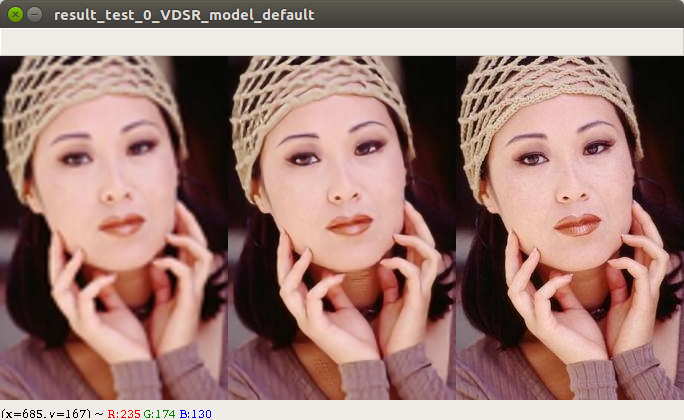 result_test_0_VDSR_model_default
(x=685, y=167) ~ R:235 G:174 B:130